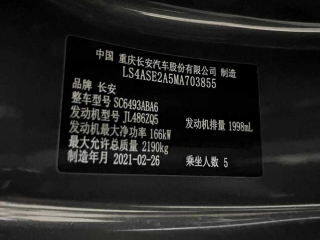 中国 重庆长安汽车股份有限公司 制造
LS4ASE2A5MA703855
品牌 长安
整车型号 SC6493ABA6
发动机型号 JL486ZQ5 发动机排量 1998mL
发动机最大净功率 166kW
最大允许总质量 2190kg
制造年月 2021-02-26 乘坐人数 5